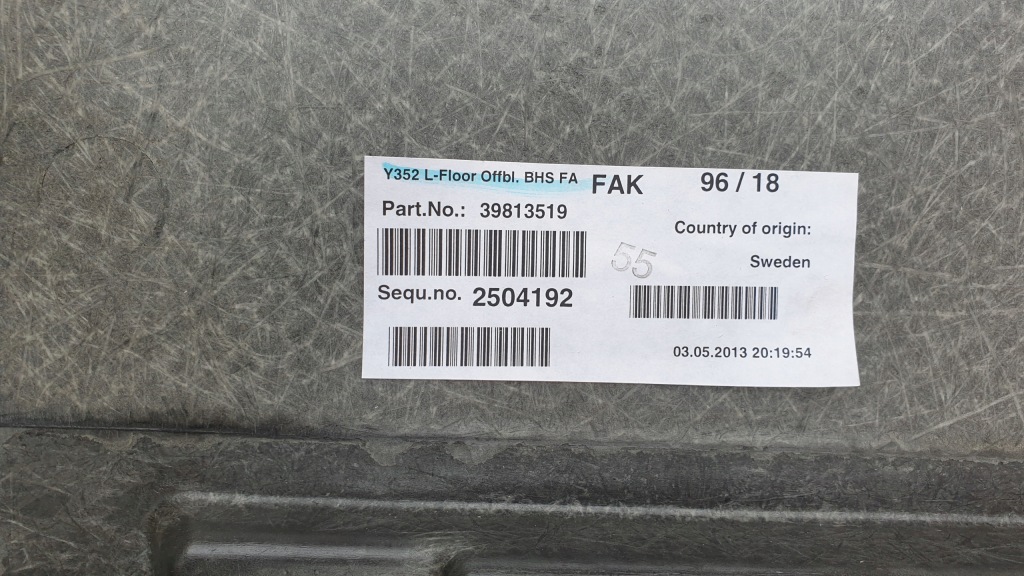 Y352 L-Floor Offbl. BHS FA FAK 96 / 18
Part.No.: 39813519
Country of origin:
55
Sweden
Sequ.no. 2504192
03.05.2013 20:19:54